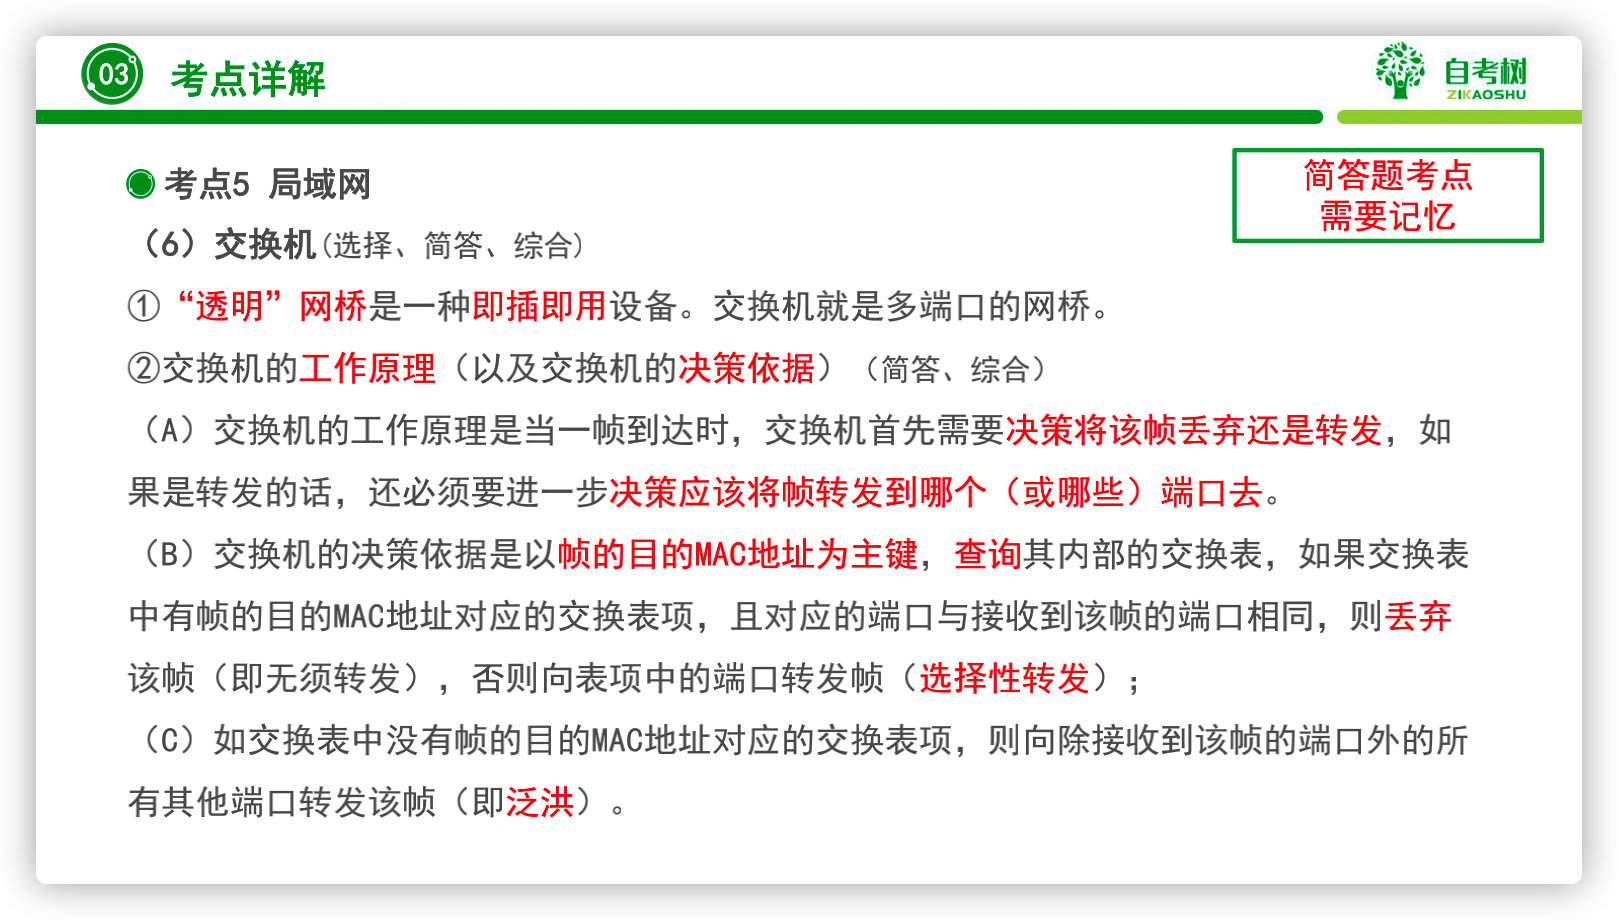 03 考点详解
自考树
ZIKAOSHU
简答题考点
需要记忆
考点5 局域网
（6）交换机(选择、简答、综合)
①“透明”网桥是一种即插即用设备。交换机就是多端口的网桥。
②交换机的工作原理（以及交换机的决策依据）（简答、综合）
（A）交换机的工作原理是当一帧到达时，交换机首先需要决策将该帧丢弃还是转发，如
果是转发的话，还必须要进一步决策应该将帧转发到哪个（或哪些）端口去。
（B）交换机的决策依据是以帧的目的MAC地址为主键，查询其内部的交换表，如果交换表
中有帧的目的MAC地址对应的交换表项，且对应的端口与接收到该帧的端口相同，则丢弃
该帧（即无须转发），否则向表项中的端口转发帧（选择性转发）；
（C）如交换表中没有帧的目的MAC地址对应的交换表项，则向除接收到该帧的端口外的所
有其他端口转发该帧（即泛洪）。